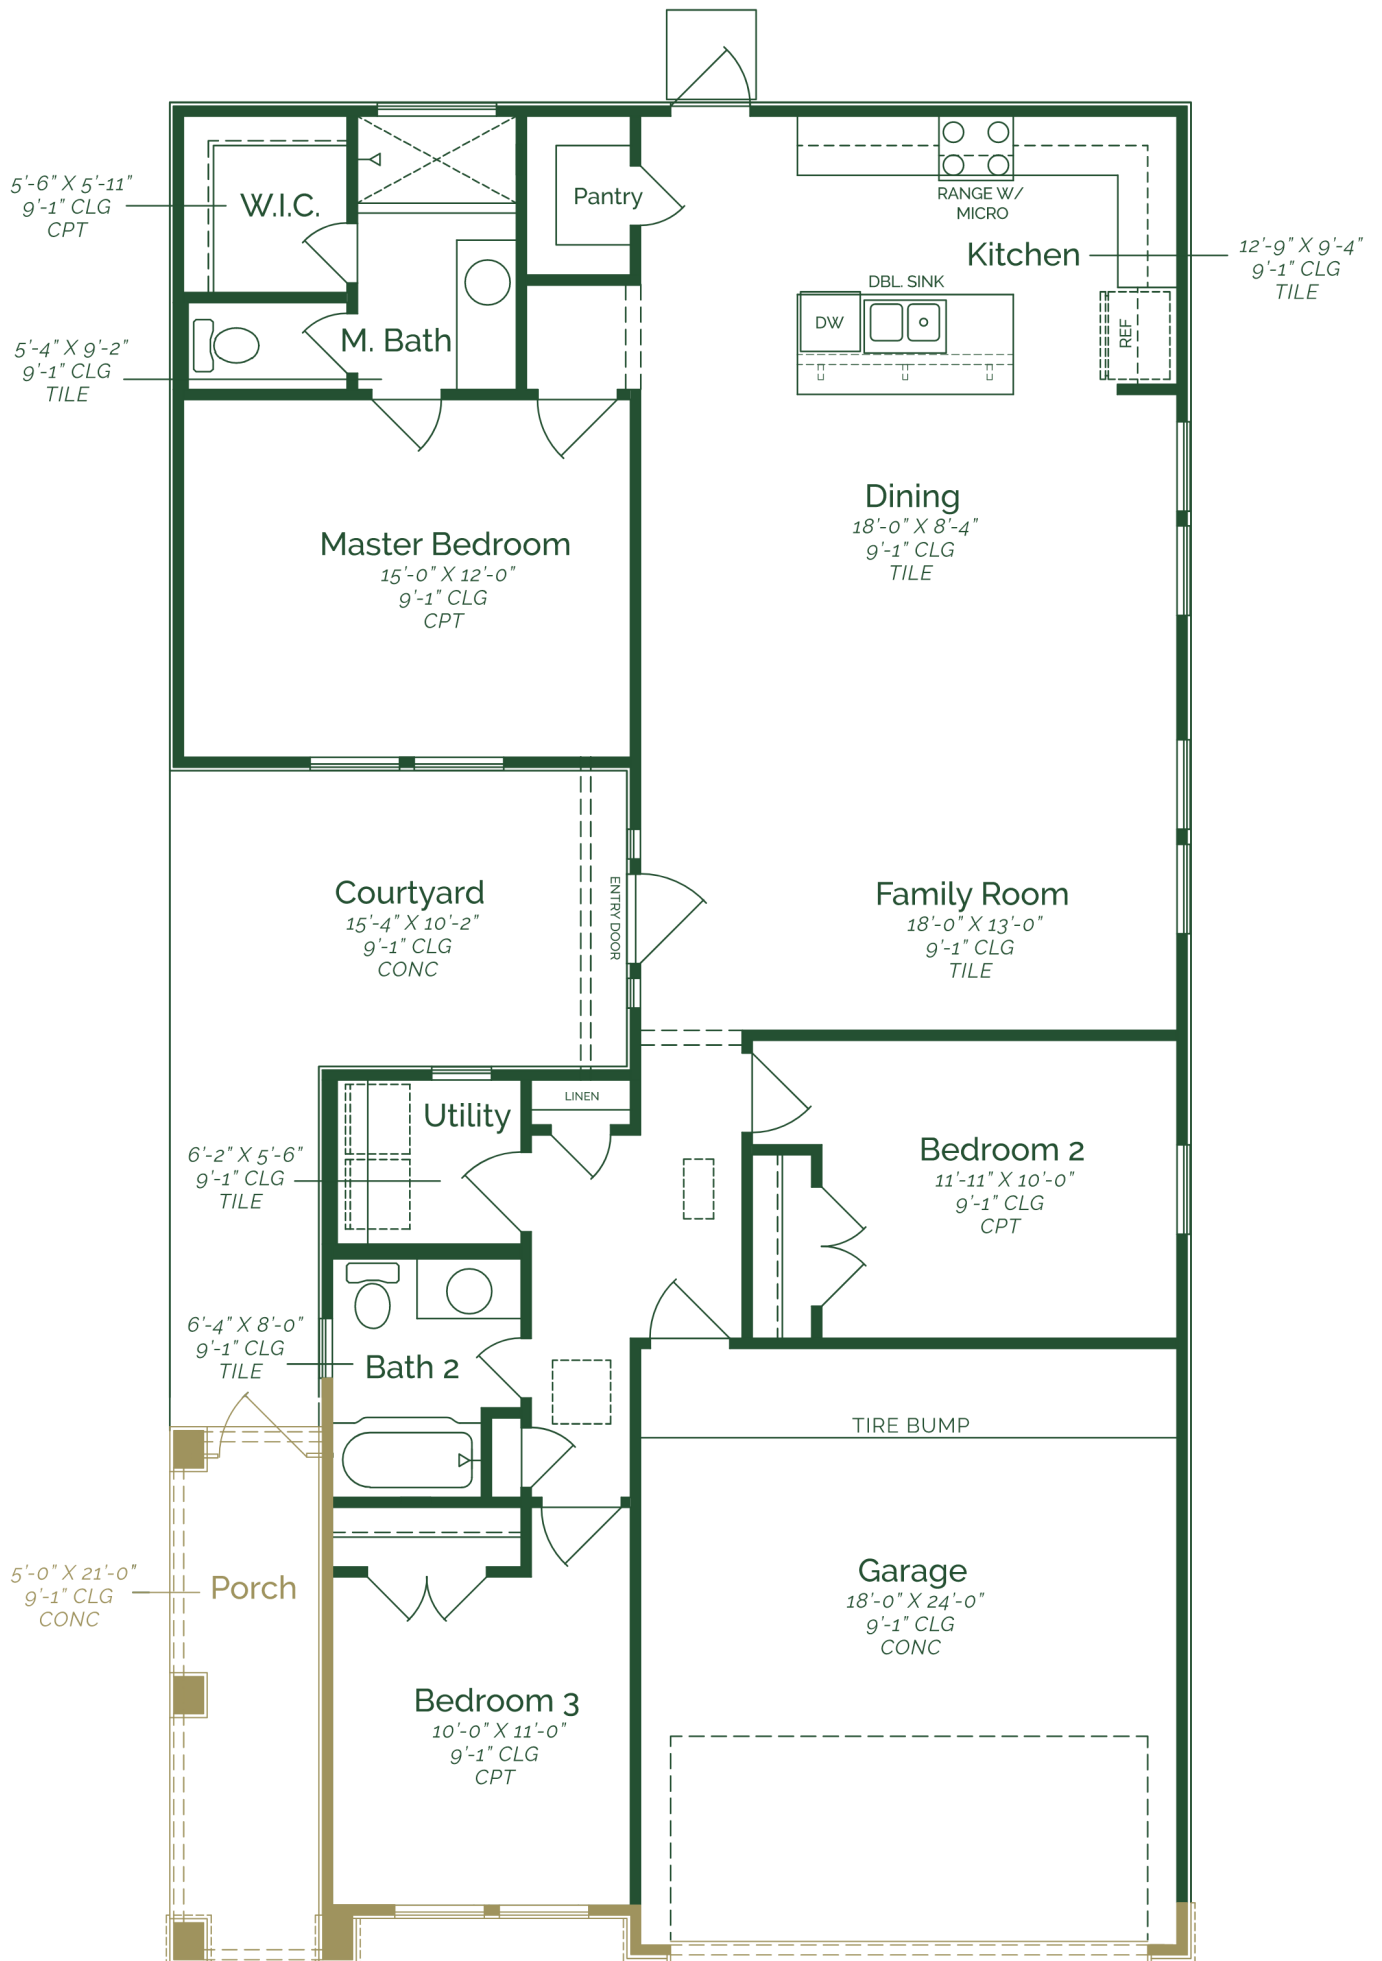 5'-6" X 5'-11"
9'-1" CLG
CPT
W.I.C.
Pantry
RANGE W/
MICRO
Kitchen
12'-9" X 9'-4"
9'-1" CLG
TILE
DBL. SINK
DW
REF
5'-4" X 9'-2"
9'-1" CLG
TILE
M. Bath
Dining
18'-0" X 8'-4"
9'-1" CLG
TILE
Master Bedroom
15'-0" X 12'-0"
9'-1" CLG
CPT
Courtyard
15'-4" X 10'-2"
9'-1" CLG
CONC
ENTRY DOOR
Family Room
18'-0" X 13'-0"
9'-1" CLG
TILE
LINEN
Utility
6'-2" X 5'-6"
9'-1" CLG
TILE
Bedroom 2
11'-11" X 10'-0"
9'-1" CLG
CPT
6'-4" X 8'-0"
9'-1" CLG
TILE
Bath 2
TIRE BUMP
5'-0" X 21'-0"
9'-1" CLG
CONC
Porch
Garage
18'-0" X 24'-0"
9'-1" CLG
CONC
Bedroom 3
10'-0" X 11'-0"
9'-1" CLG
CPT